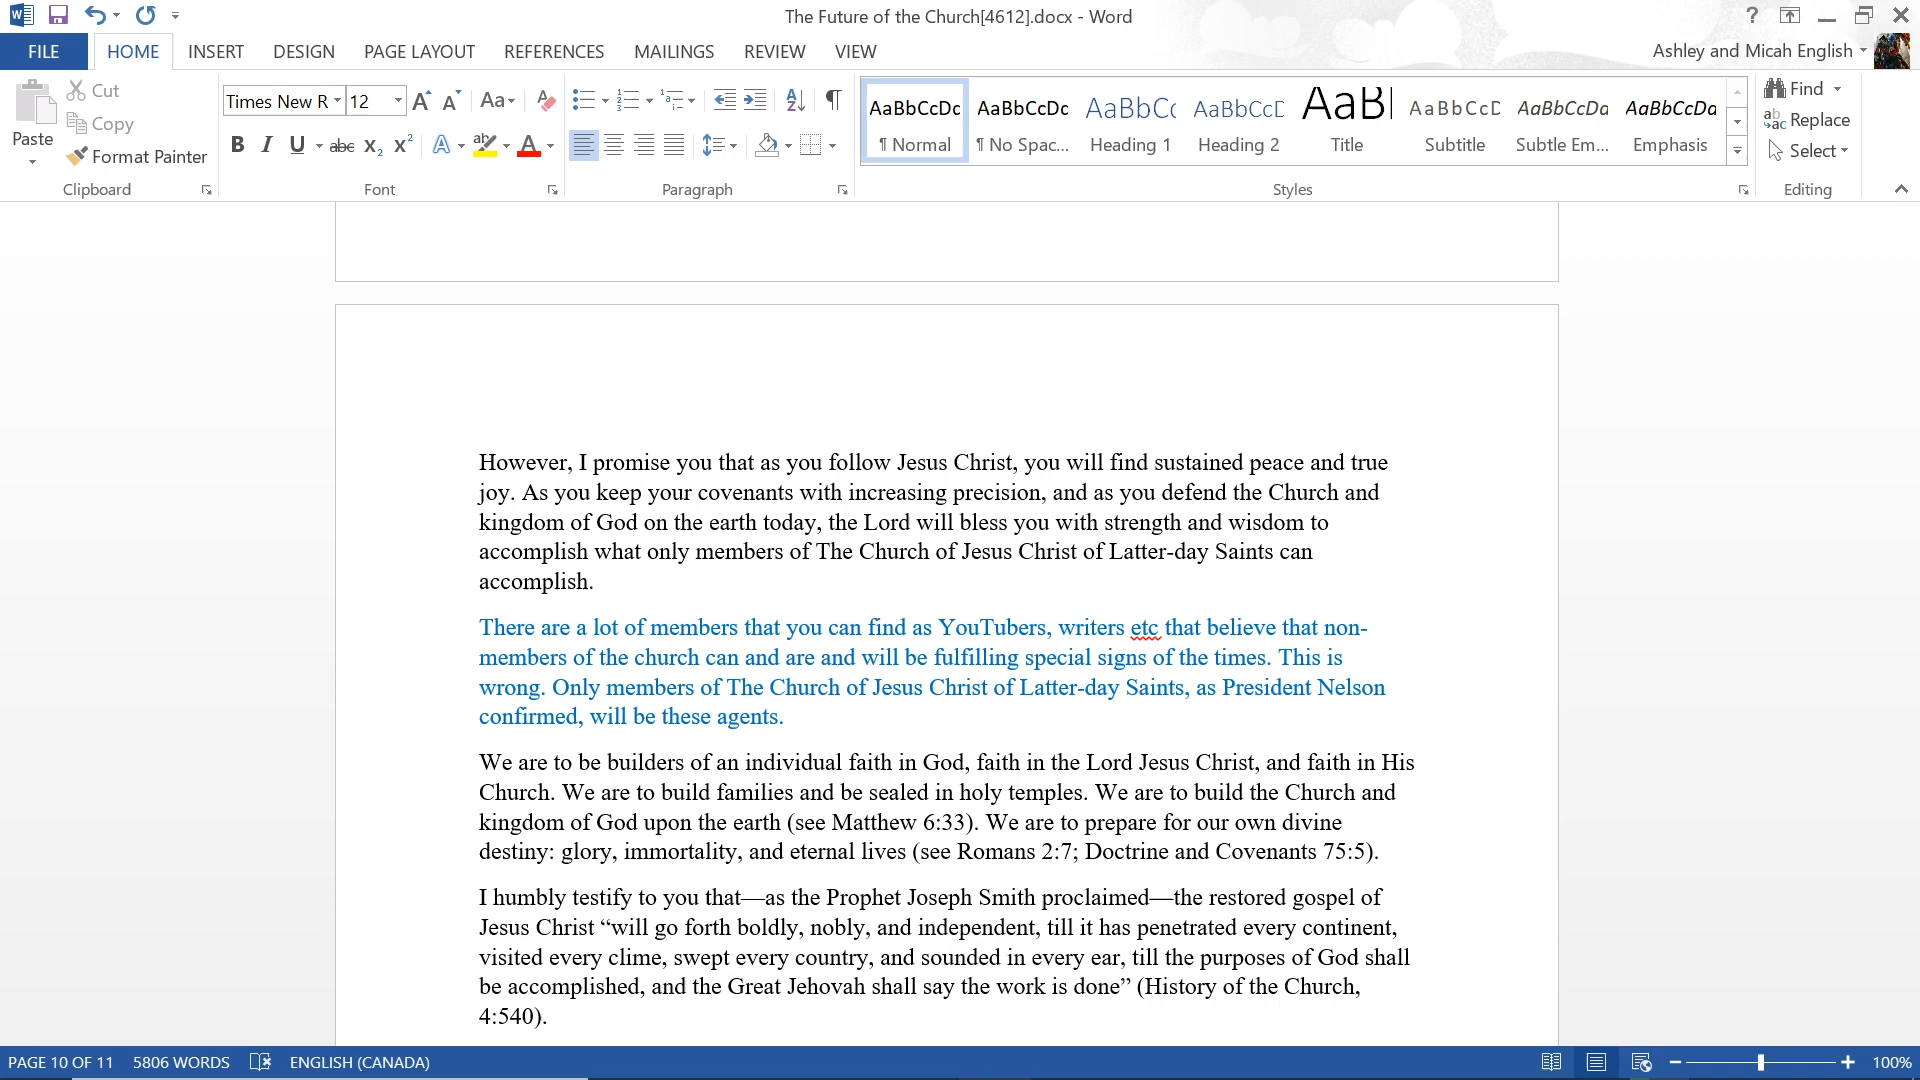 The Future of the Church[4612].docx - Word
?
FILE HOME INSERT DESIGN PAGE LAYOUT REFERENCES MAILINGS REVIEW VIEW
Ashley and Micah English
Paste
Cut
Copy
Format Painter
Clipboard
Times New R 12
Font
Paragraph
AaBbCcDc AaBbCcDc AaBbCc AaBbCcD AaBl AaBbCcD AaBbCcDa AaBbCcDa
¶ Normal ¶ No Spac... Heading 1 Heading 2 Title Subtitle Subtle Em... Emphasis
Styles
Find
Replace
Select
Editing
However, I promise you that as you follow Jesus Christ, you will find sustained peace and true
joy. As you keep your covenants with increasing precision, and as you defend the Church and
kingdom of God on the earth today, the Lord will bless you with strength and wisdom to
accomplish what only members of The Church of Jesus Christ of Latter-day Saints can
accomplish.
There are a lot of members that you can find as YouTubers, writers etc that believe that non-
members of the church can and are and will be fulfilling special signs of the times. This is
wrong. Only members of The Church of Jesus Christ of Latter-day Saints, as President Nelson
confirmed, will be these agents.
We are to be builders of an individual faith in God, faith in the Lord Jesus Christ, and faith in His
Church. We are to build families and be sealed in holy temples. We are to build the Church and
kingdom of God upon the earth (see Matthew 6:33). We are to prepare for our own divine
destiny: glory, immortality, and eternal lives (see Romans 2:7; Doctrine and Covenants 75:5).
I humbly testify to you that—as the Prophet Joseph Smith proclaimed—the restored gospel of
Jesus Christ “will go forth boldly, nobly, and independent, till it has penetrated every continent,
visited every clime, swept every country, and sounded in every ear, till the purposes of God shall
be accomplished, and the Great Jehovah shall say the work is done” (History of the Church,
4:540).
PAGE 10 OF 11 5806 WORDS ENGLISH (CANADA)
100%